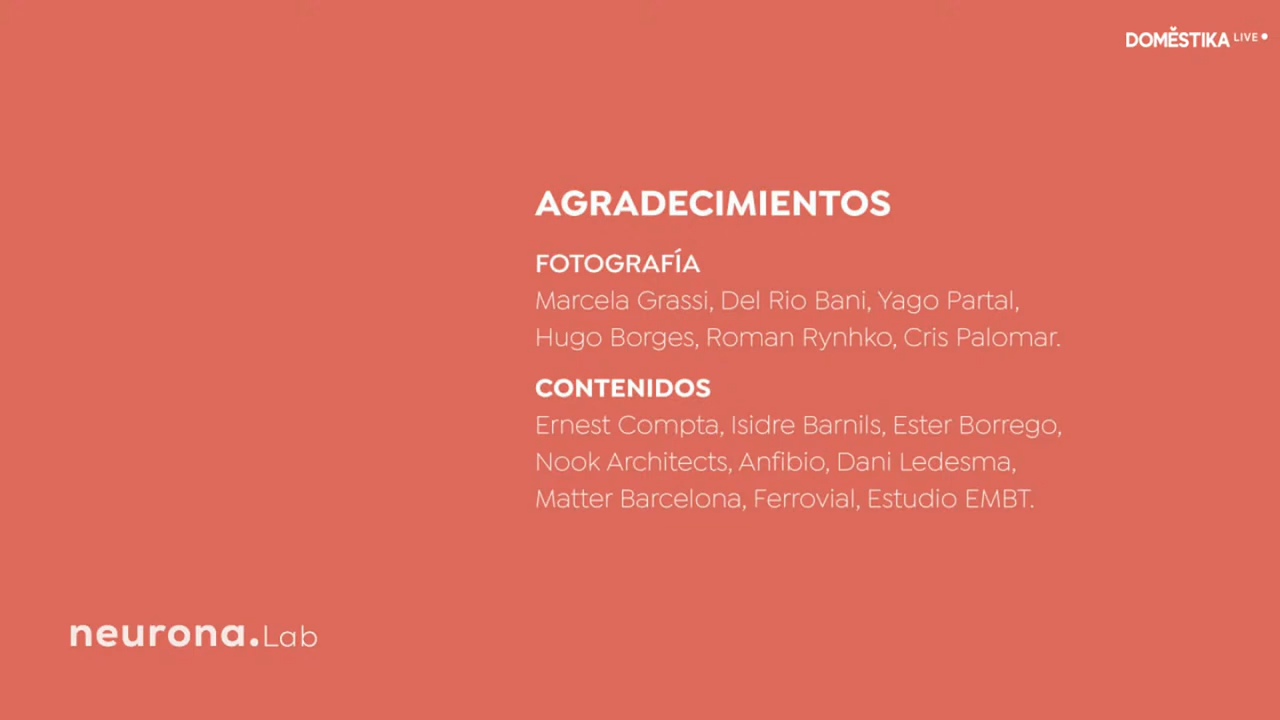 DOMĔSTIKA LIVE
AGRADECIMIENTOS
FOTOGRAFÍA
Marcela Grassi, Del Rio Bani, Yago Partal,
Hugo Borges, Roman Rynhko, Cris Palomar.
CONTENIDOS
Ernest Compta, Isidre Barnils, Ester Borrego,
Nook Architects, Anfibio, Dani Ledesma,
Matter Barcelona, Ferrovial, Estudio EMBT.
neurona.Lab